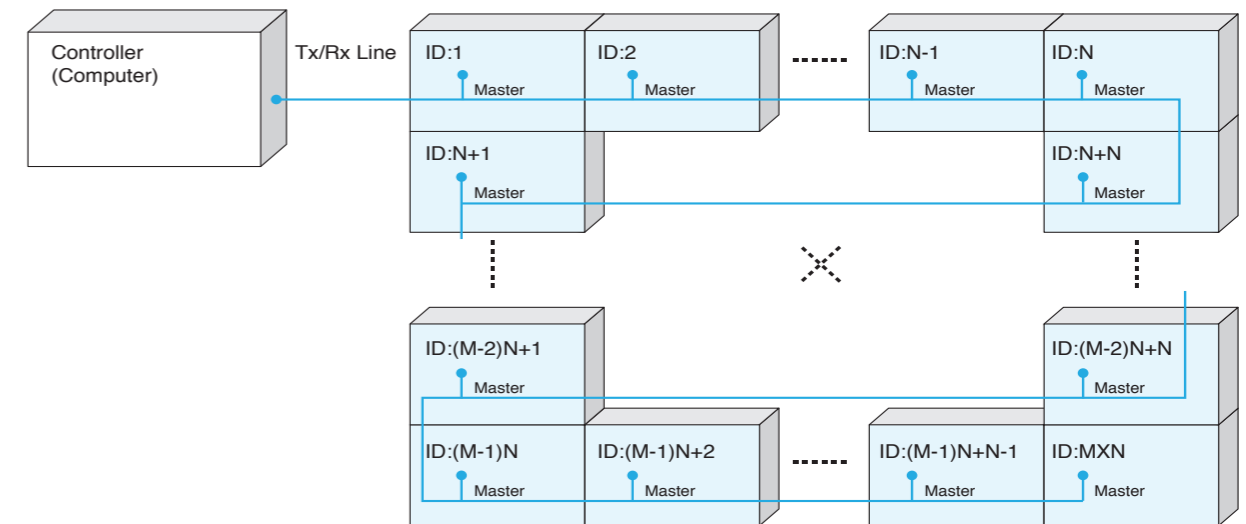 Controller
(Computer)
Tx/Rx Line
ID:1
Master
ID:2
Master
ID:N-1
Master
ID:N
Master
ID:N+1
Master
ID:N+N
Master
ID:(M-2)N+1
Master
ID:(M-2)N+N
Master
ID:(M-1)N
Master
ID:(M-1)N+2
Master
ID:(M-1)N+N-1
Master
ID:MXN
Master